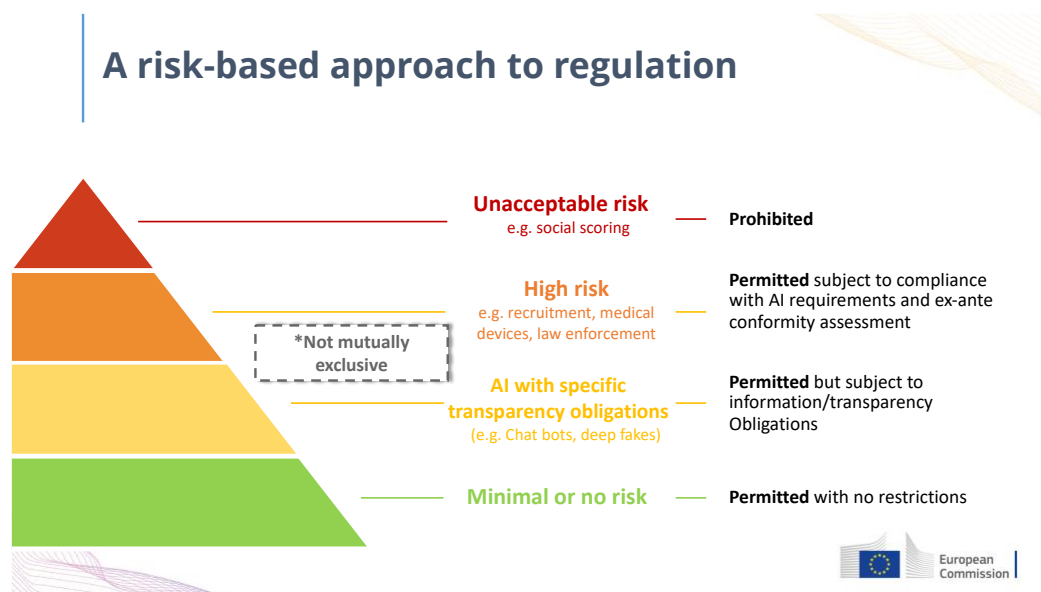 A risk-based approach to regulation
Unacceptable risk
e.g. social scoring
Prohibited
High risk
e.g. recruitment, medical
devices, law enforcement
Permitted subject to compliance
with AI requirements and ex-ante
conformity assessment
*Not mutually
exclusive
AI with specific
transparency obligations
(e.g. Chat bots, deep fakes)
Permitted but subject to
information/transparency
Obligations
Minimal or no risk
Permitted with no restrictions
European
Commission